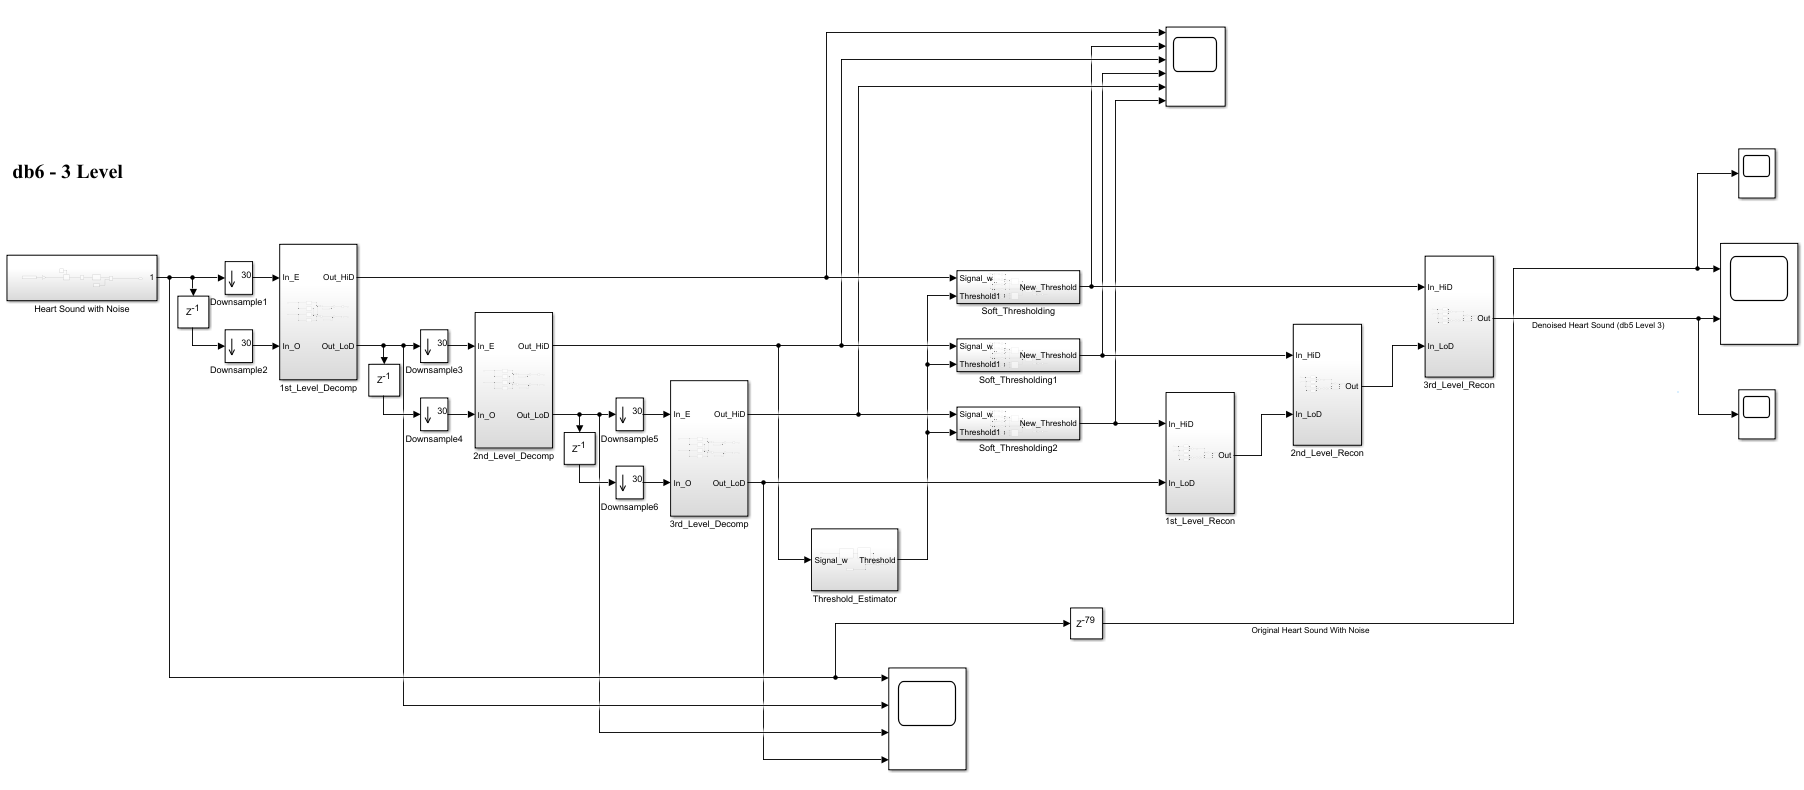 db6 - 3 Level
1
Heart Sound with Noise
z-1
30
Downsample1
30
Downsample2
In_E
Out_HiD
In_O
Out_LoD
1st_Level_Decomp
z-1
30
Downsample3
30
Downsample4
In_E
Out_HiD
In_O
Out_LoD
2nd_Level_Decomp
z-1
30
Downsample5
30
Downsample6
In_E
Out_HiD
In_O
Out_LoD
3rd_Level_Decomp
Signal_w
Threshold
Threshold_Estimator
Signal_w
Threshold1
New_Threshold
Soft_Thresholding
Signal_w
Threshold1
New_Threshold
Soft_Thresholding1
Signal_w
Threshold1
New_Threshold
Soft_Thresholding2
In_HiD
Out
In_LoD
1st_Level_Recon
In_HiD
Out
In_LoD
2nd_Level_Recon
In_HiD
Out
In_LoD
3rd_Level_Recon
Denoised Heart Sound (db5 Level 3)
z-79
Original Heart Sound With Noise